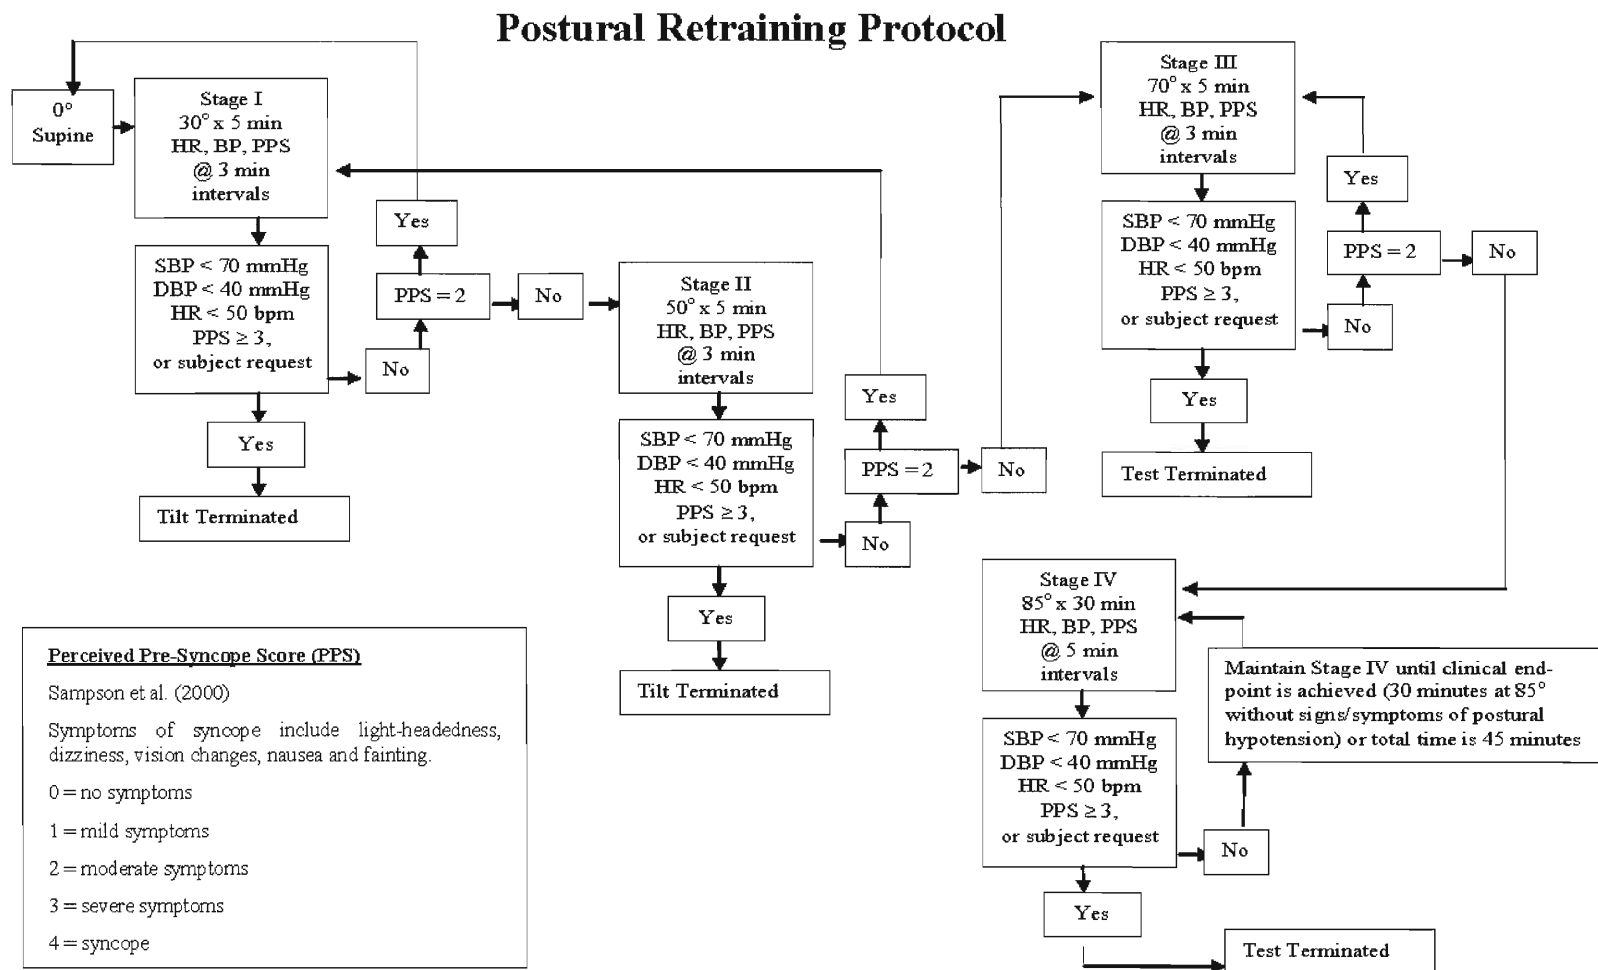 Postural Retraining Protocol
0°
Supine
Stage I
30° x 5 min
HR, BP, PPS
@ 3 min
intervals
SBP < 70 mmHg
DBP < 40 mmHg
HR < 50 bpm
PPS ≥ 3,
or subject request
Yes
Tilt Terminated
No
PPS = 2
Yes
No
Stage II
50° x 5 min
HR, BP, PPS
@ 3 min
intervals
SBP < 70 mmHg
DBP < 40 mmHg
HR < 50 bpm
PPS ≥ 3,
or subject request
Yes
Tilt Terminated
No
PPS = 2
Yes
No
Stage III
70° x 5 min
HR, BP, PPS
@ 3 min
intervals
SBP < 70 mmHg
DBP < 40 mmHg
HR < 50 bpm
PPS ≥ 3,
or subject request
Yes
Test Terminated
No
PPS = 2
Yes
No
Stage IV
85° x 30 min
HR, BP, PPS
@ 5 min
intervals
SBP < 70 mmHg
DBP < 40 mmHg
HR < 50 bpm
PPS ≥ 3,
or subject request
Yes
Test Terminated
No
Maintain Stage IV until clinical end-
point is achieved (30 minutes at 85°
without signs/symptoms of postural
hypotension) or total time is 45 minutes
Perceived Pre-Syncope Score (PPS)
Sampson et al. (2000)
Symptoms of syncope include light-headedness,
dizziness, vision changes, nausea and fainting.
0 = no symptoms
1 = mild symptoms
2 = moderate symptoms
3 = severe symptoms
4 = syncope